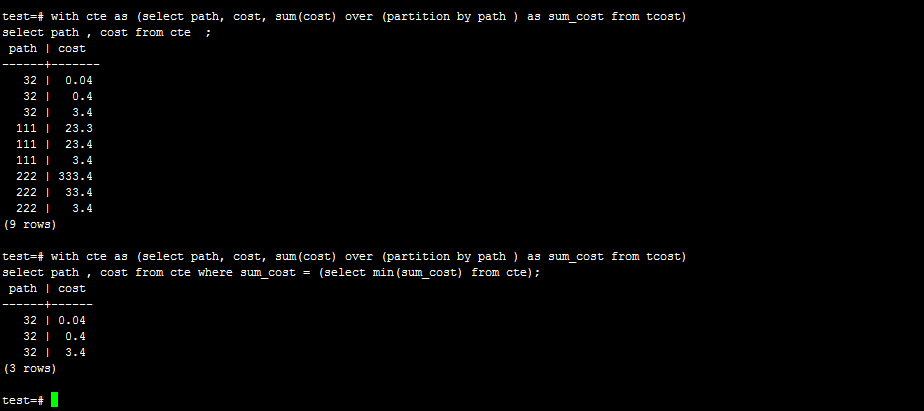 test=# with cte as (select path, cost, sum(cost) over (partition by path ) as sum_cost from tcost)
select path , cost from cte  ;
 path | cost
------+-------
   32 |  0.04
   32 |   0.4
   32 |   3.4
  111 |  23.3
  111 |  23.4
  111 |   3.4
  222 | 333.4
  222 |  33.4
  222 |   3.4
(9 rows)
test=# with cte as (select path, cost, sum(cost) over (partition by path ) as sum_cost from tcost)
select path , cost from cte where sum_cost = (select min(sum_cost) from cte);
 path | cost
------+------
   32 | 0.04
   32 |  0.4
   32 |  3.4
(3 rows)
test=#